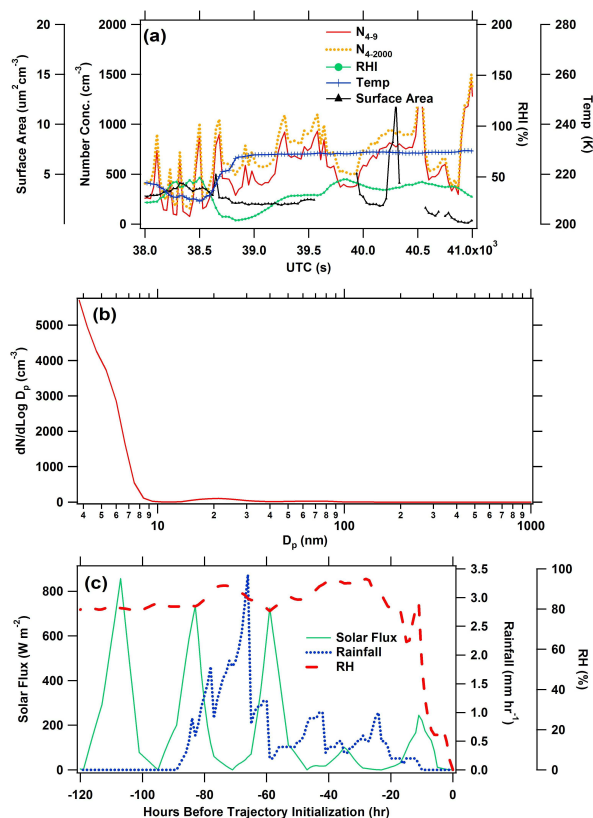 (a)
N4-9
N4-2000
RHI
Temp
Surface Area
Surface Area (um2cm-3)
20
15
10
5
0
Number Conc. (cm-3)
2000
1500
1000
500
0
RHI (%)
200
150
100
50
0
Temp (K)
280
260
240
220
200
38.0 38.5 39.0 39.5 40.0 40.5 41.0x10³
UTC (s)
(b)
dN/dLog Dp (cm-3)
5000
4000
3000
2000
1000
0
4 5 6 7 8 9 10 2 3 4 5 6 7 8 9 100 2 3 4 5 6 7 8 9 1000
Dp (nm)
(c)
Solar Flux
Rainfall
RH
Solar Flux (W m-2)
800
600
400
200
0
Rainfall (mm hr-1)
3.5
3.0
2.5
2.0
1.5
1.0
0.5
0.0
RH (%)
100
80
60
40
20
0
-120 -100 -80 -60 -40 -20 0
Hours Before Trajectory Initialization (hr)